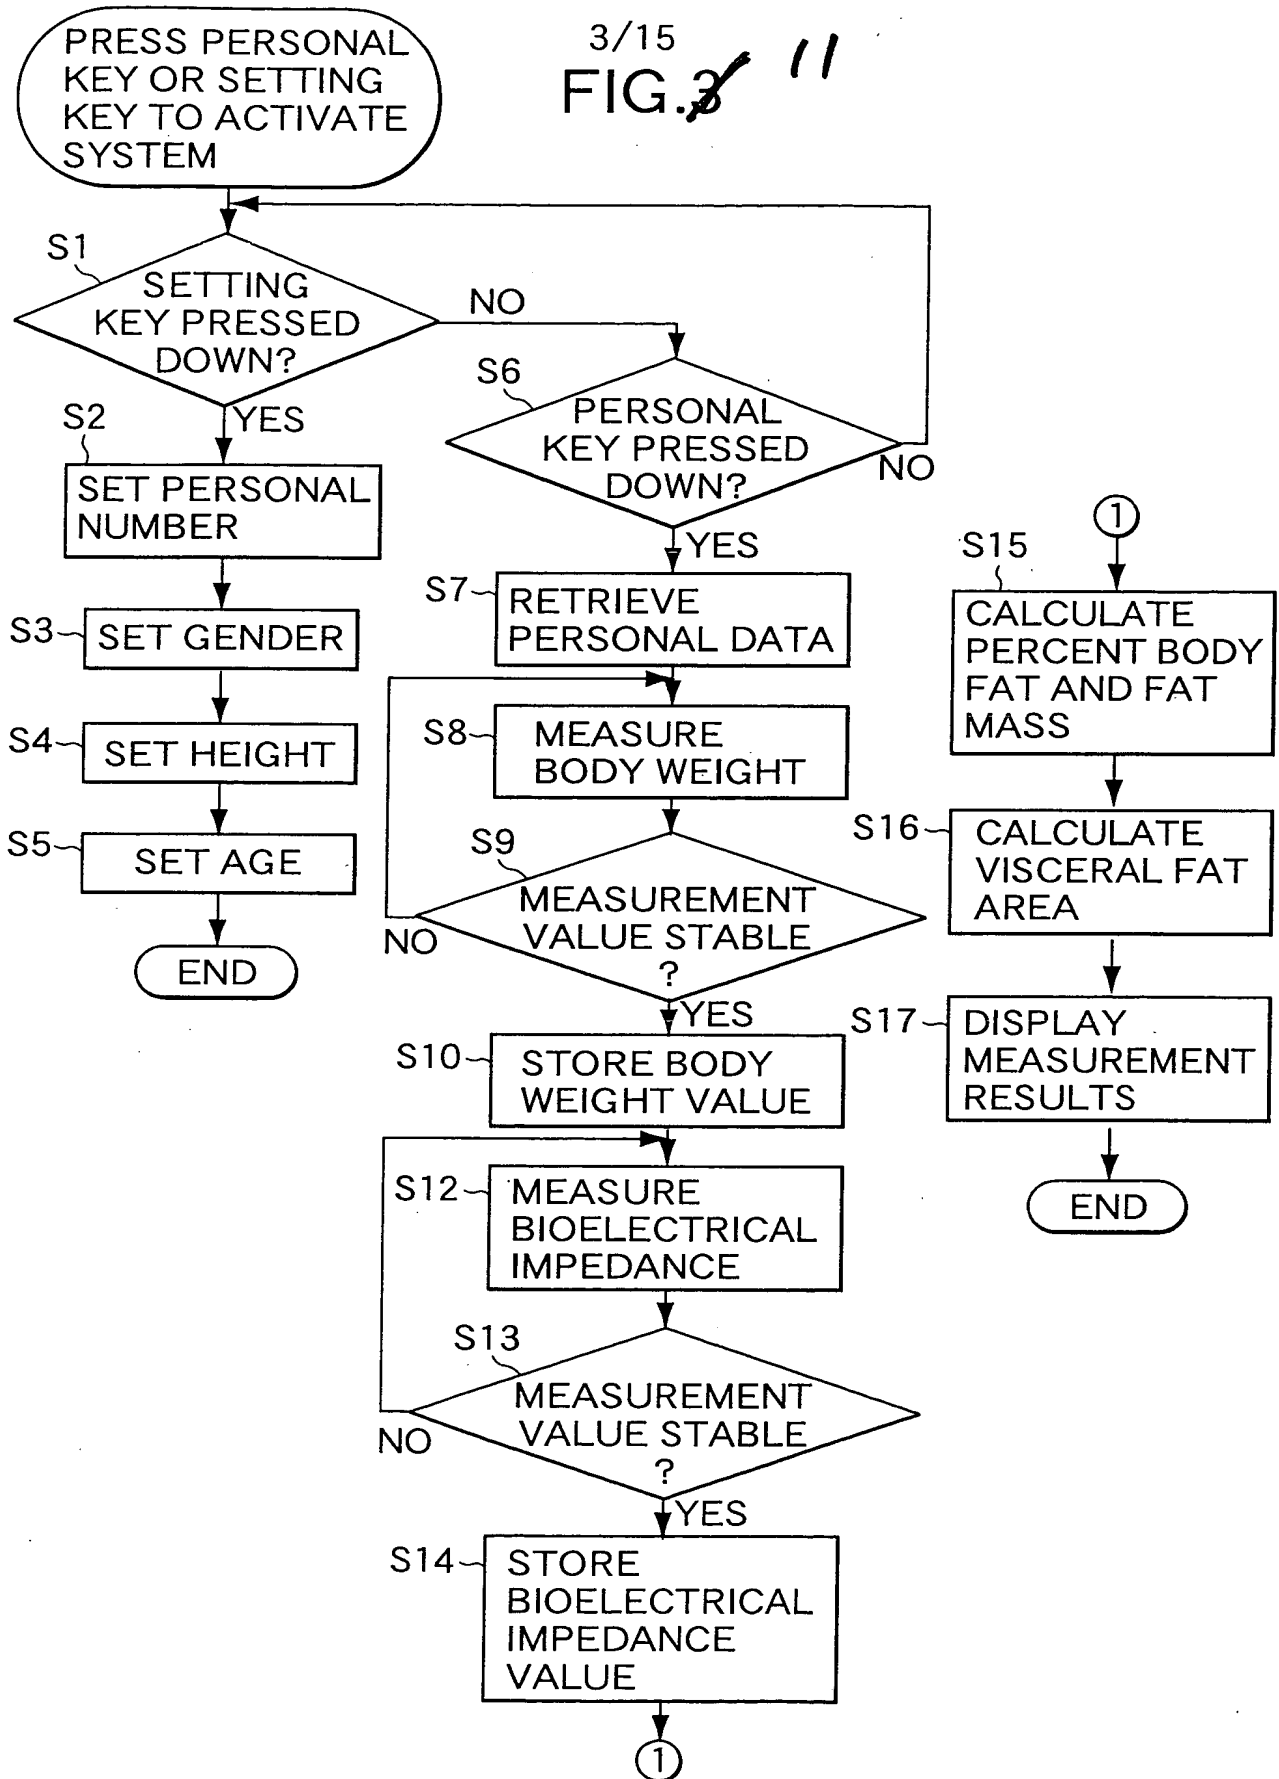 3/15
FIG.3 11
PRESS PERSONAL
KEY OR SETTING
KEY TO ACTIVATE
SYSTEM
S1
SETTING
KEY PRESSED
DOWN?
NO
YES
S2
SET PERSONAL
NUMBER
S3
SET GENDER
S4
SET HEIGHT
S5
SET AGE
END
S6
PERSONAL
KEY PRESSED
DOWN?
NO
YES
S7
RETRIEVE
PERSONAL DATA
S8
MEASURE
BODY WEIGHT
S9
MEASUREMENT
VALUE STABLE
?
NO
YES
S10
STORE BODY
WEIGHT VALUE
S12
MEASURE
BIOELECTRICAL
IMPEDANCE
S13
MEASUREMENT
VALUE STABLE
?
NO
YES
S14
STORE
BIOELECTRICAL
IMPEDANCE
VALUE
1
1
S15
CALCULATE
PERCENT BODY
FAT AND FAT
MASS
S16
CALCULATE
VISCERAL FAT
AREA
S17
DISPLAY
MEASUREMENT
RESULTS
END